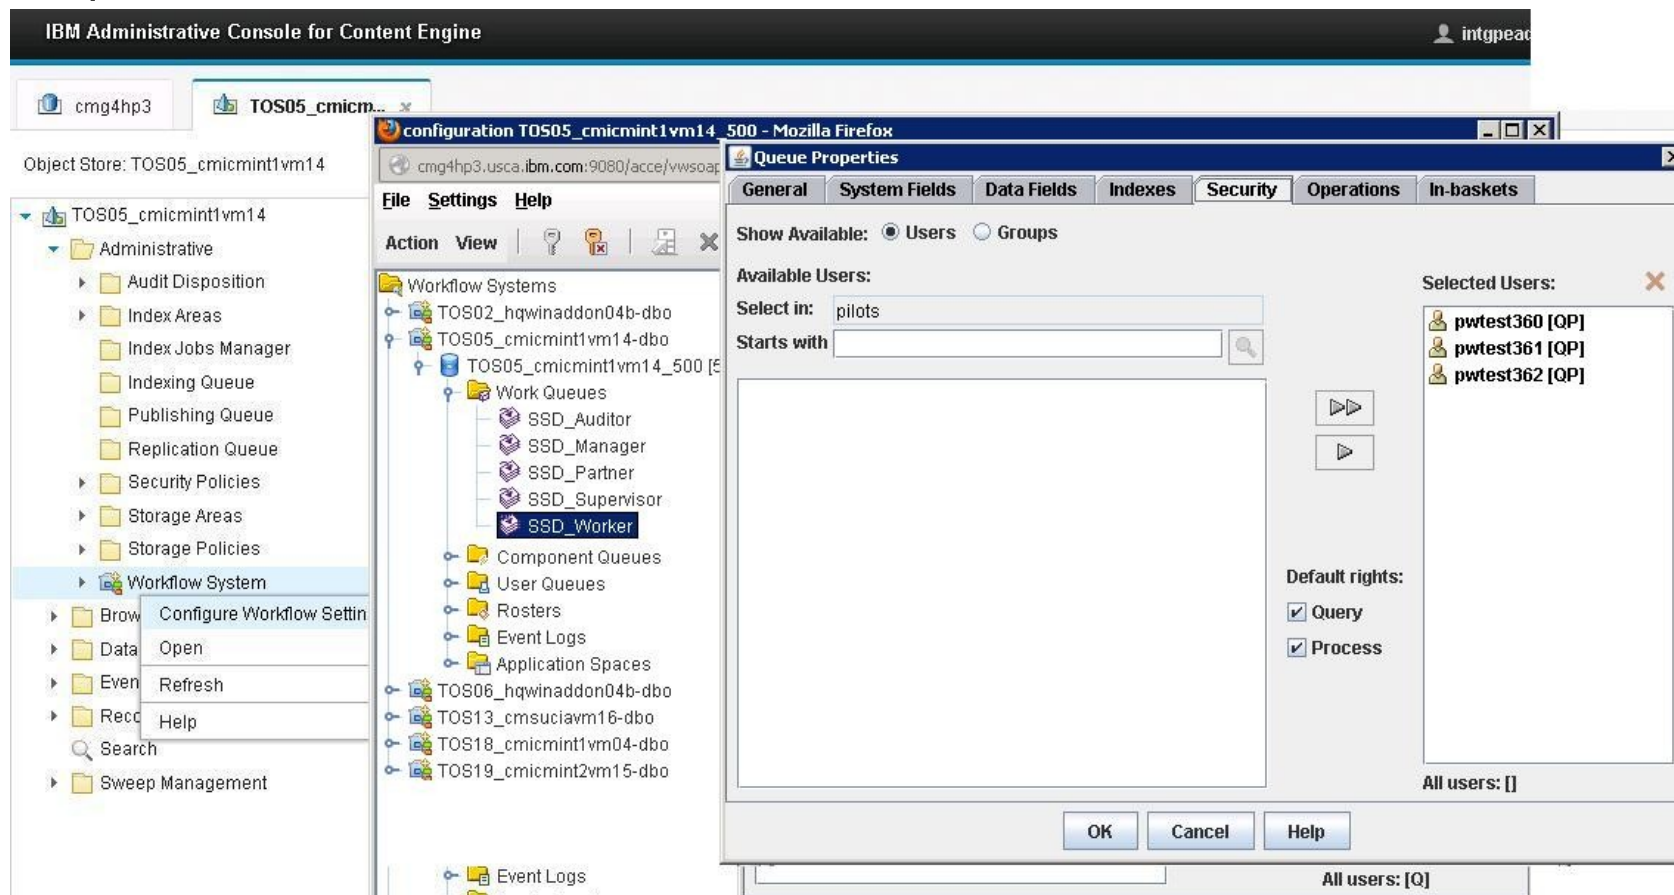 IBM Administrative Console for Content Engine
intgpead
cmg4hp3
TOS05_cmicm...
Object Store: TOS05_cmicmint1vm14
TOS05_cmicmint1vm14
Administrative
Audit Disposition
Index Areas
Index Jobs Manager
Indexing Queue
Publishing Queue
Replication Queue
Security Policies
Storage Areas
Storage Policies
Workflow System
Brow
Data
Even
Reco
Search
Sweep Management
Configure Workflow Settin
Open
Refresh
Help
configuration TOS05_cmicmint1vm14_500 - Mozilla Firefox
cmg4hp3.usca.ibm.com:9080/acce/vwsoap
File Settings Help
Action View
Workflow Systems
TOS02_hqwinaddon04b-dbo
TOS05_cmicmint1vm14-dbo
TOS05_cmicmint1vm14_500 [5
Work Queues
SSD_Auditor
SSD_Manager
SSD_Partner
SSD_Supervisor
SSD_Worker
Component Queues
User Queues
Rosters
Event Logs
Application Spaces
TOS06_hqwinaddon04b-dbo
TOS13_cmsuciavm16-dbo
TOS18_cmicmint1vm04-dbo
TOS19_cmicmint2vm15-dbo
Event Logs
Queue Properties
General System Fields Data Fields Indexes Security Operations In-baskets
Show Available: Users Groups
Available Users:
Select in: pilots
Starts with
Selected Users:
pwtest360 [QP]
pwtest361 [QP]
pwtest362 [QP]
Default rights:
Query
Process
All users: []
OK Cancel Help
All users: [Q]